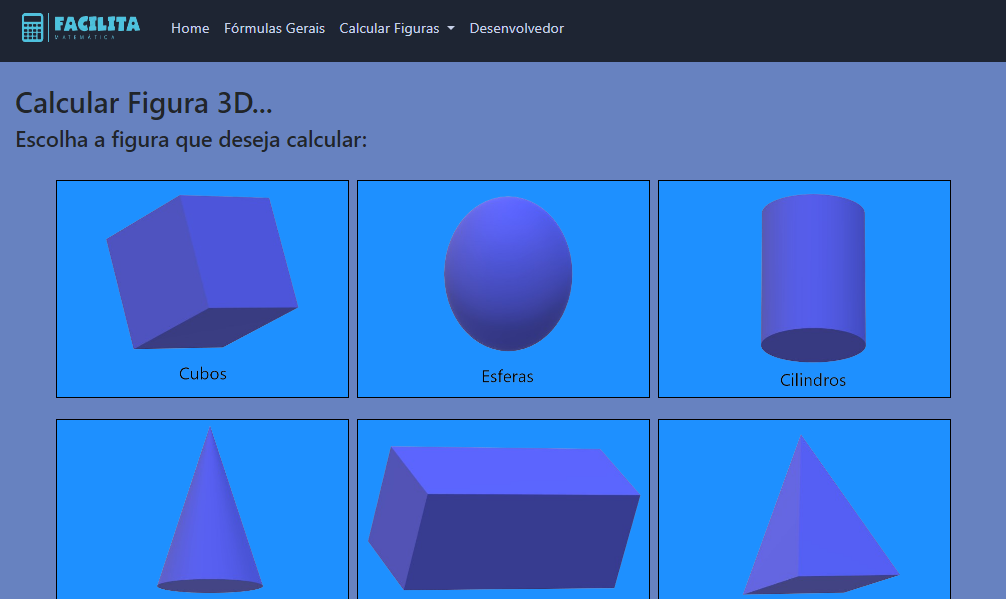 FACILITA
MATEMÁTICA
Home Fórmulas Gerais Calcular Figuras Desenvolvedor
Calcular Figura 3D...
Escolha a figura que deseja calcular:
Cubos
Esferas
Cilindros